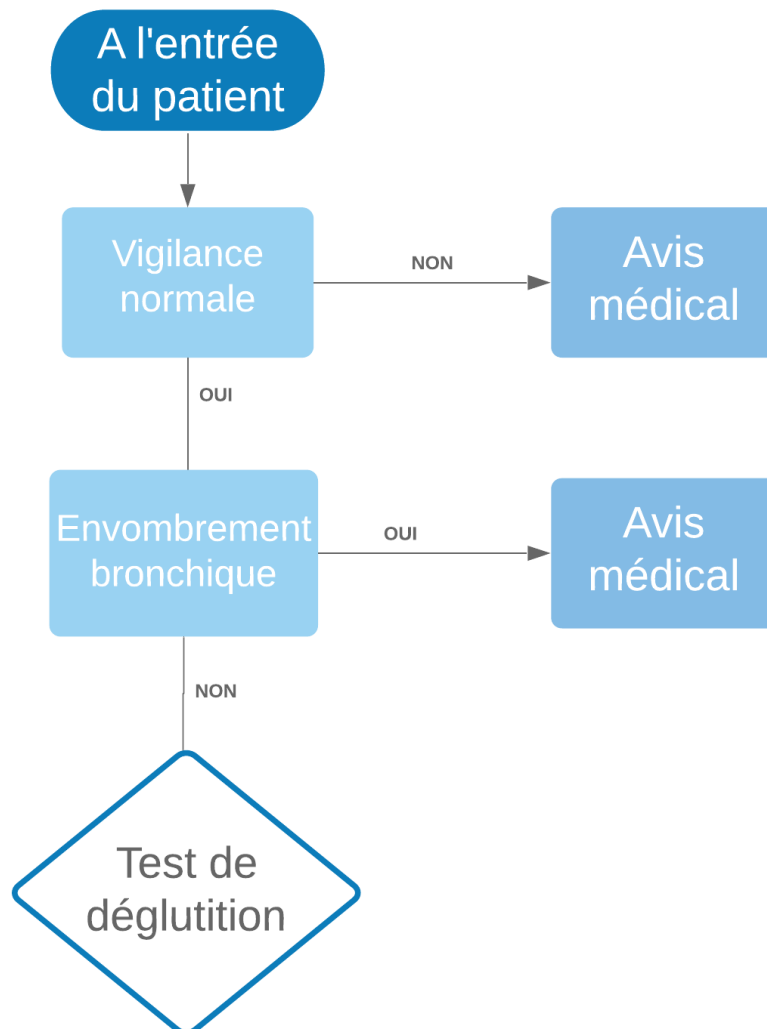 A l'entrée
du patient
Vigilance
normale
NON
Avis
médical
OUI
Envombrement
bronchique
OUI
Avis
médical
NON
Test de
déglutition